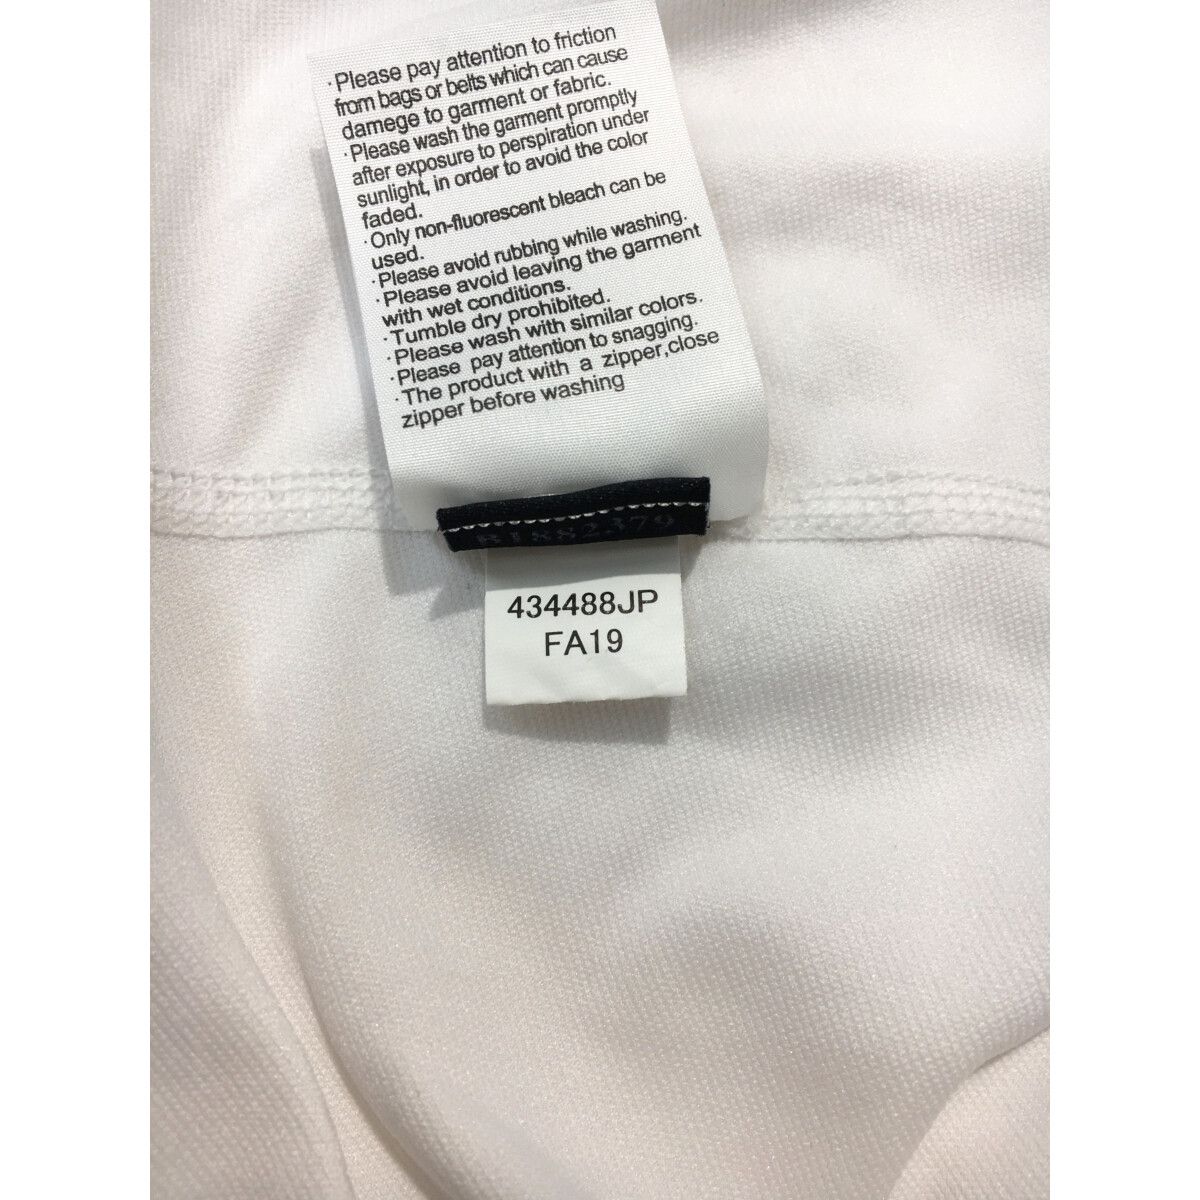 ·Please pay attention to friction
from bags or belts which can cause
damege to garment or fabric.
·Please wash the garment promptly
after exposure to perspiration under
sunlight, in order to avoid the color
faded.
·Only non-fluorescent bleach can be
used.
·Please avoid rubbing while washing.
·Please avoid leaving the garment
with wet conditions.
·Tumble dry prohibited.
·Please wash with similar colors.
·Please pay attention to snagging.
·The product with a zipper,close
zipper before washing
B1882379
434488JP
FA19